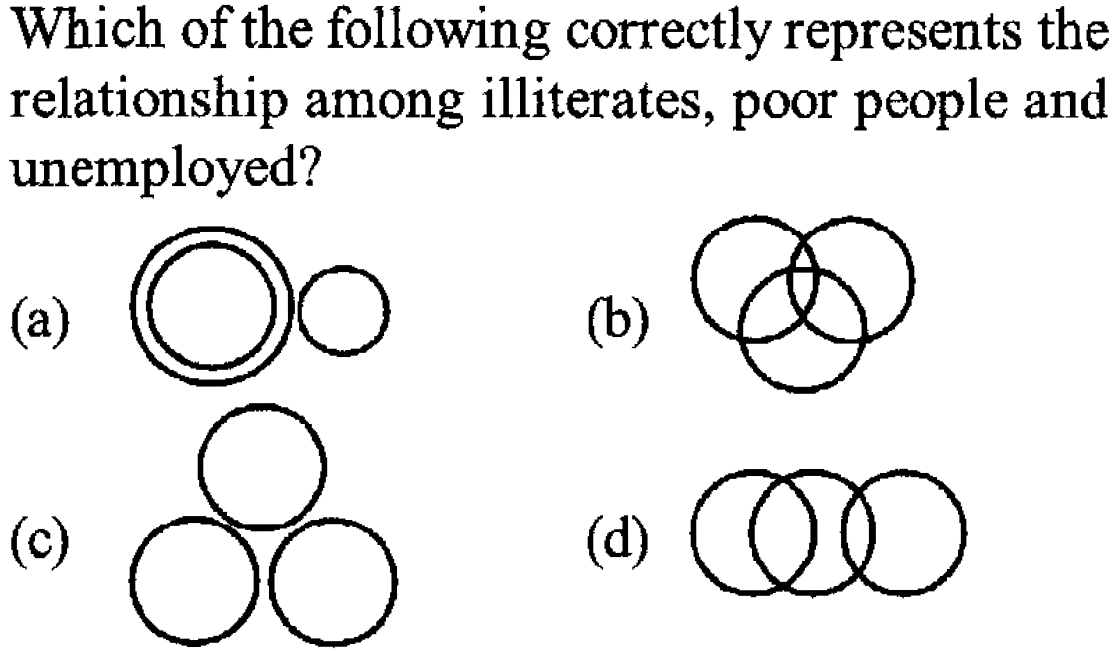 Which of the following correctly represents the
relationship among illiterates, poor people and
unemployed?
(a) (b)
(c) (d)